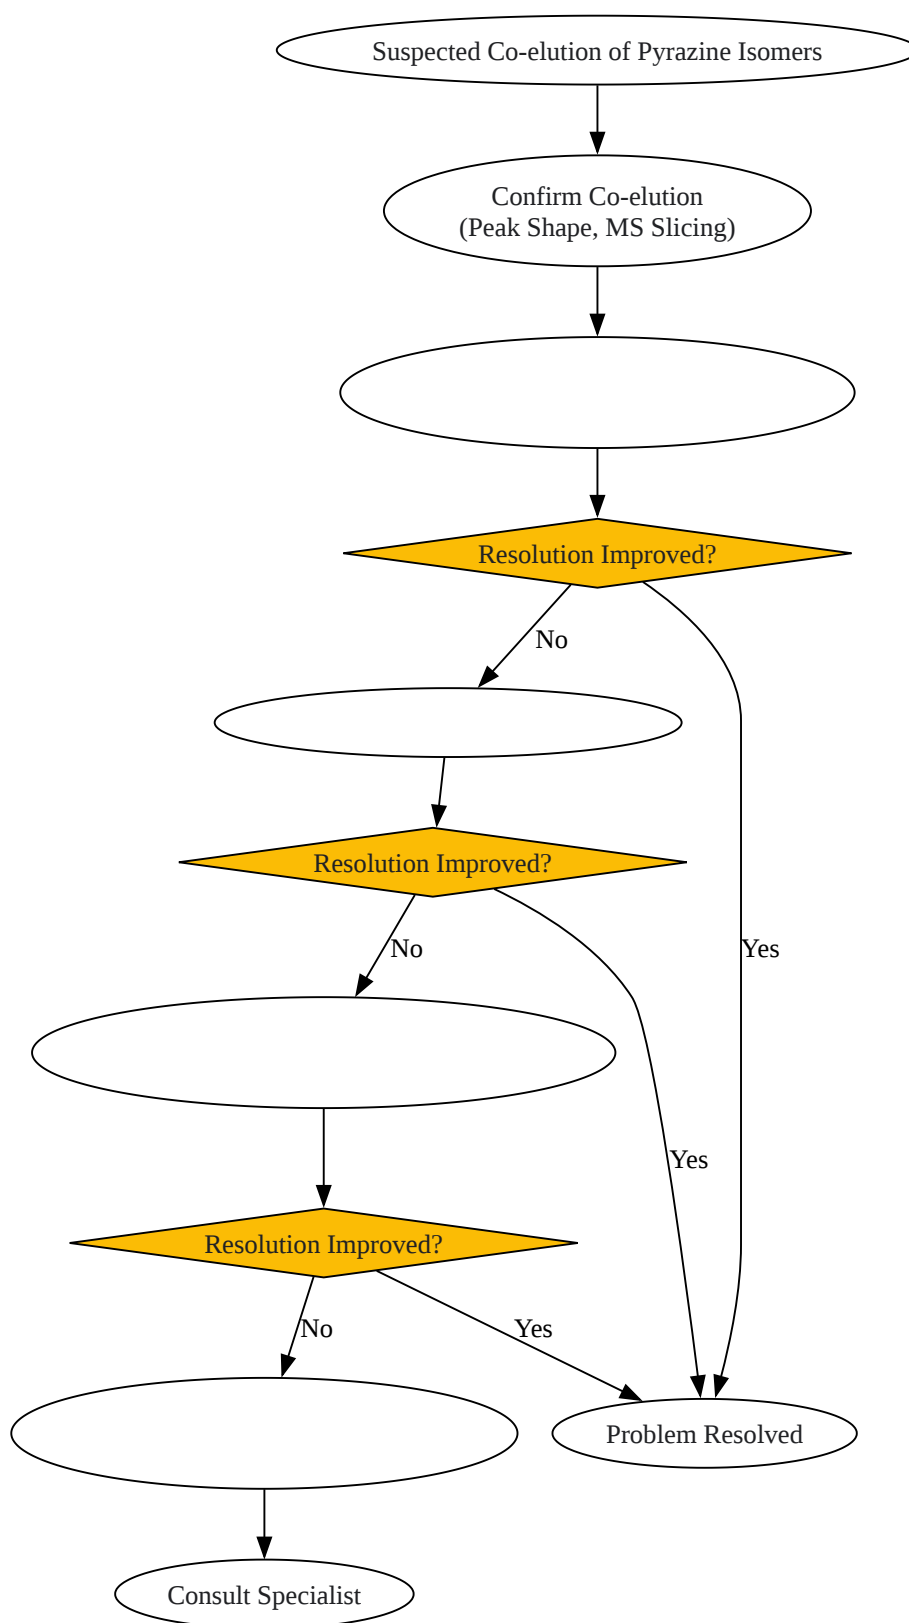 Suspected Co-elution of Pyrazine Isomers
Confirm Co-elution
(Peak Shape, MS Slicing)
Resolution Improved?
No
Resolution Improved?
No
Yes
Yes
Resolution Improved?
No
Yes
Problem Resolved
Consult Specialist